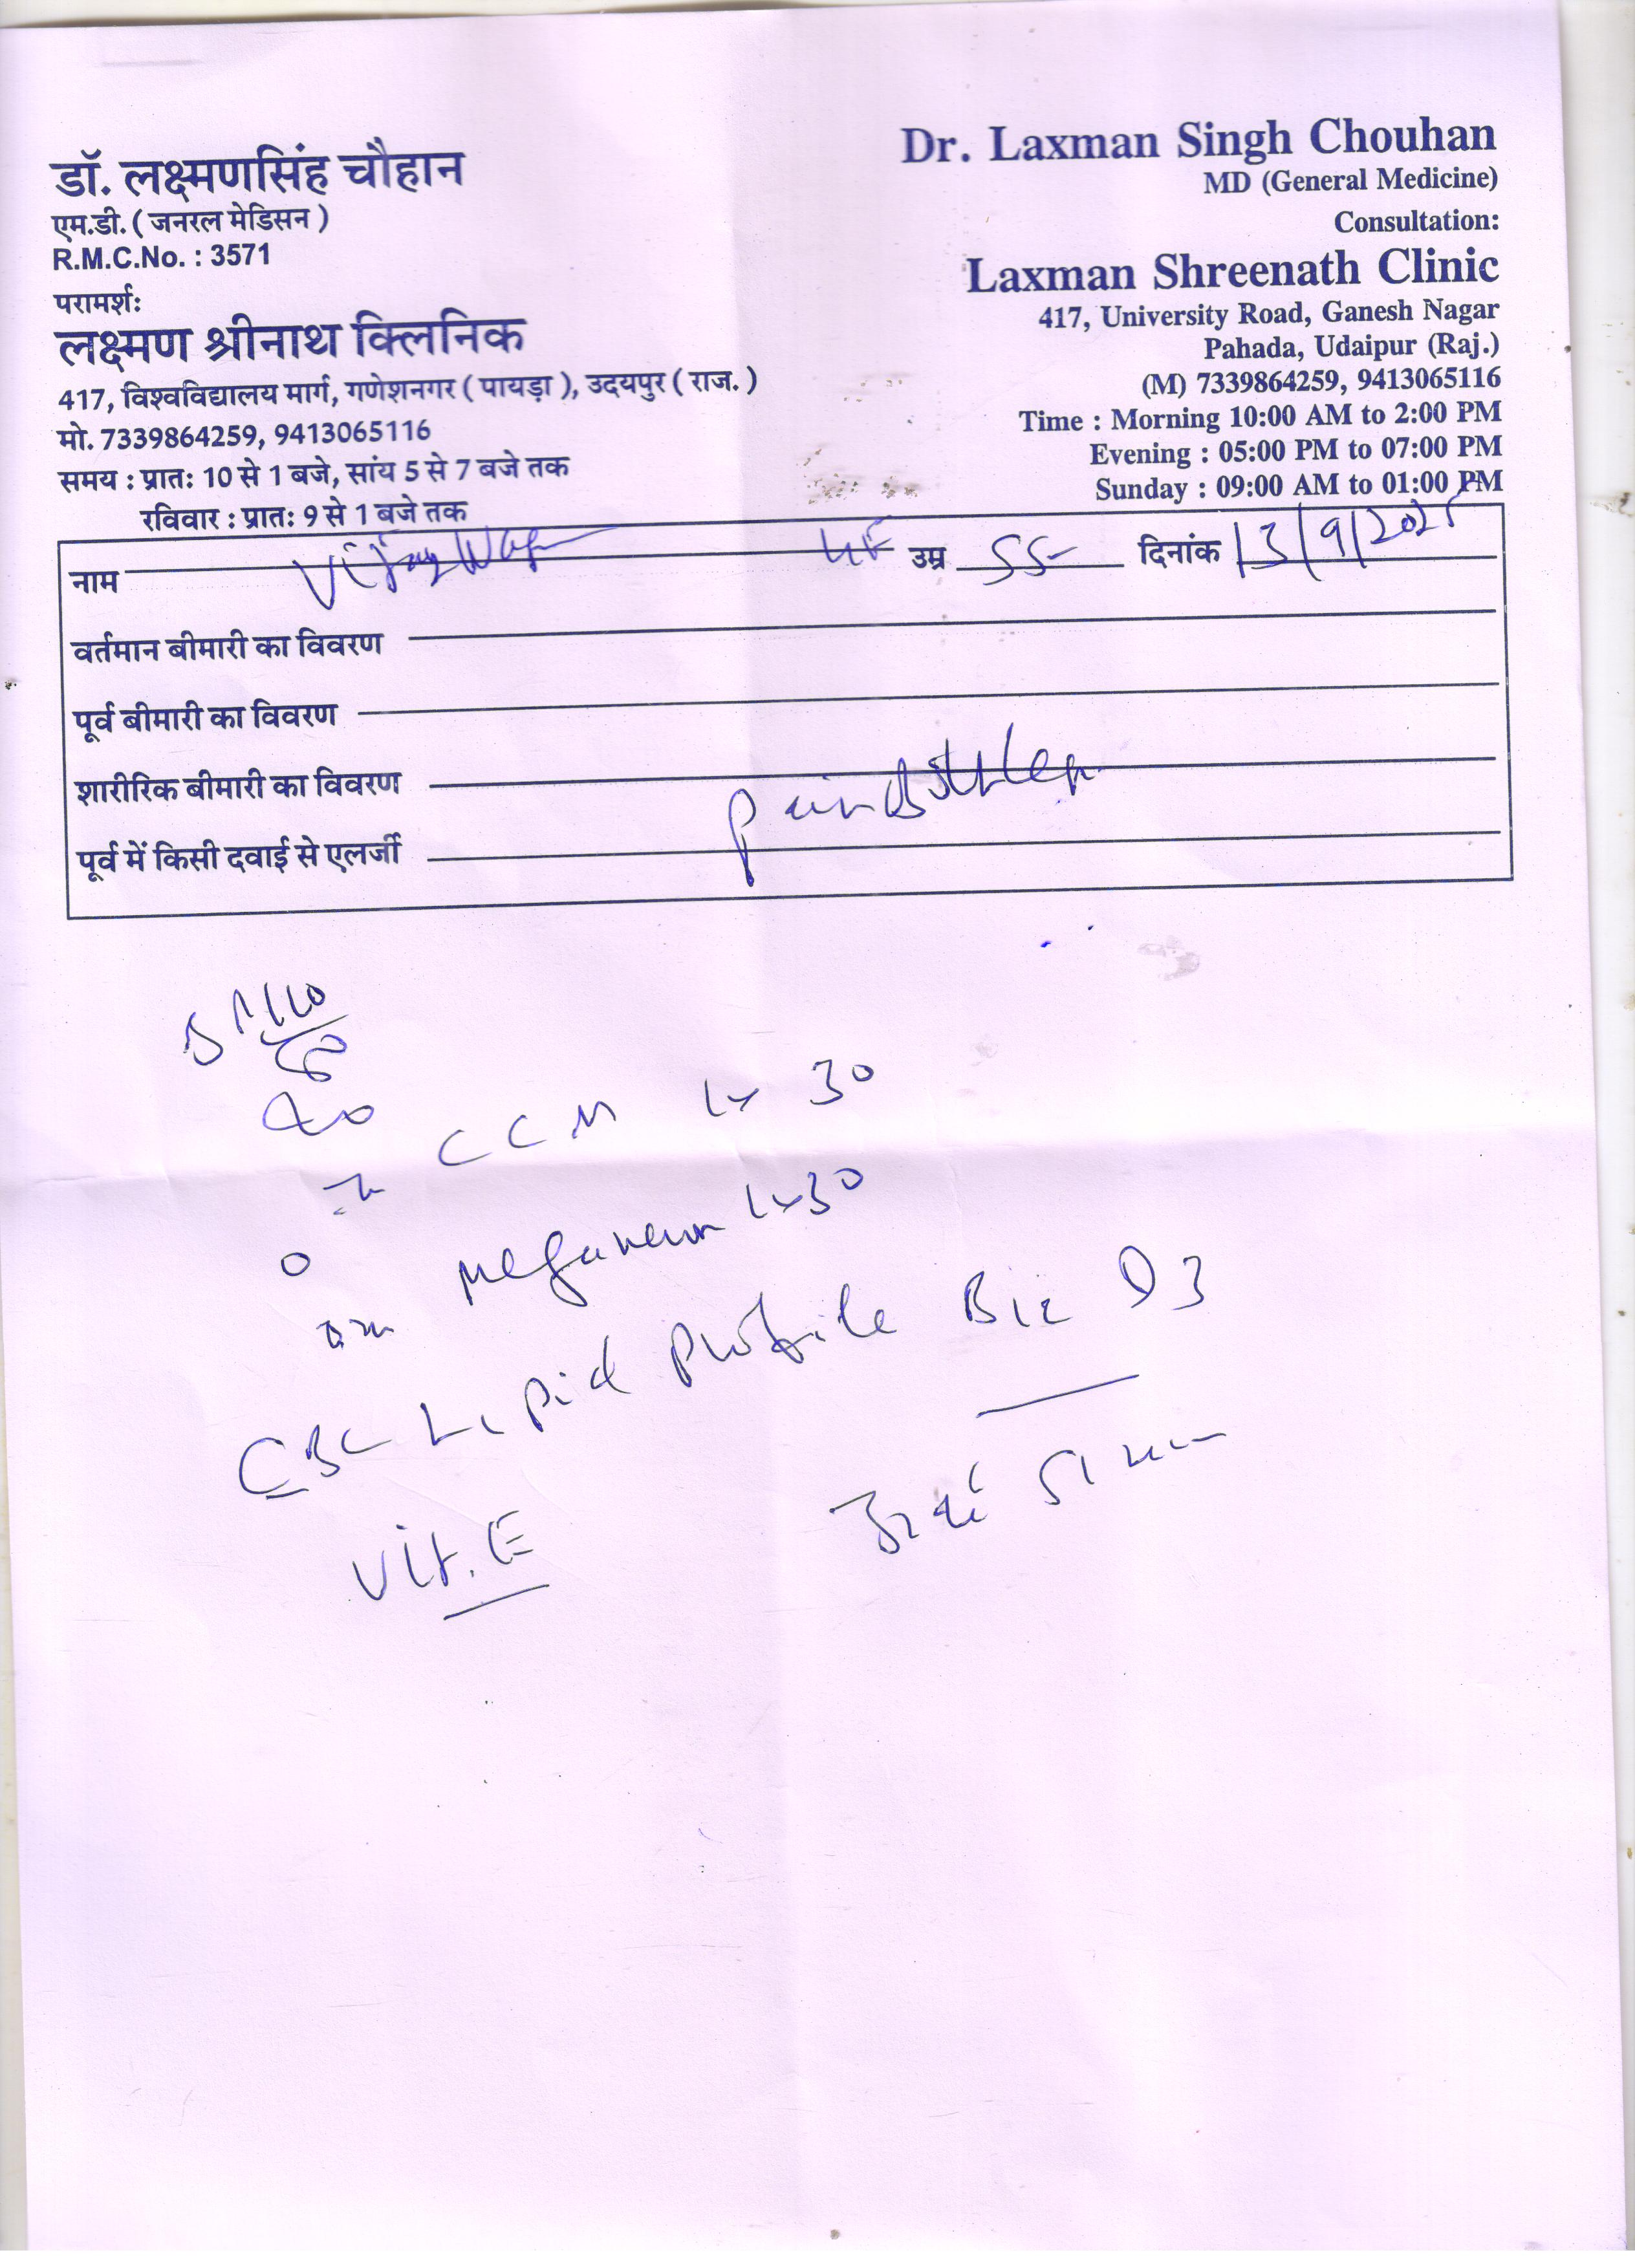 डॉ. लक्ष्मणसिंह चौहान
एम.डी. ( जनरल मेडिसन )
R.M.C.No. : 3571
परामर्श:
लक्ष्मण श्रीनाथ क्लिनिक
417, विश्वविद्यालय मार्ग, गणेशनगर ( पायड़ा ), उदयपुर ( राज. )
मो. 7339864259, 9413065116
समय : प्रातः 10 से 1 बजे, सांय 5 से 7 बजे तक
रविवार : प्रातः 9 से 1 बजे तक
Dr. Laxman Singh Chouhan
MD (General Medicine)
Consultation:
Laxman Shreenath Clinic
417, University Road, Ganesh Nagar
Pahada, Udaipur (Raj.)
(M) 7339864259, 9413065116
Time : Morning 10:00 AM to 2:00 PM
Evening : 05:00 PM to 07:00 PM
Sunday : 09:00 AM to 01:00 PM
नाम उम्र 55 दिनांक 13/9/2025
वर्तमान बीमारी का विवरण
पूर्व बीमारी का विवरण
शारीरिक बीमारी का विवरण
पूर्व में किसी दवाई से एलर्जी
Pain
CCM 1x30
1x30
CBC Lipid Profile B12 D3
Vit. E